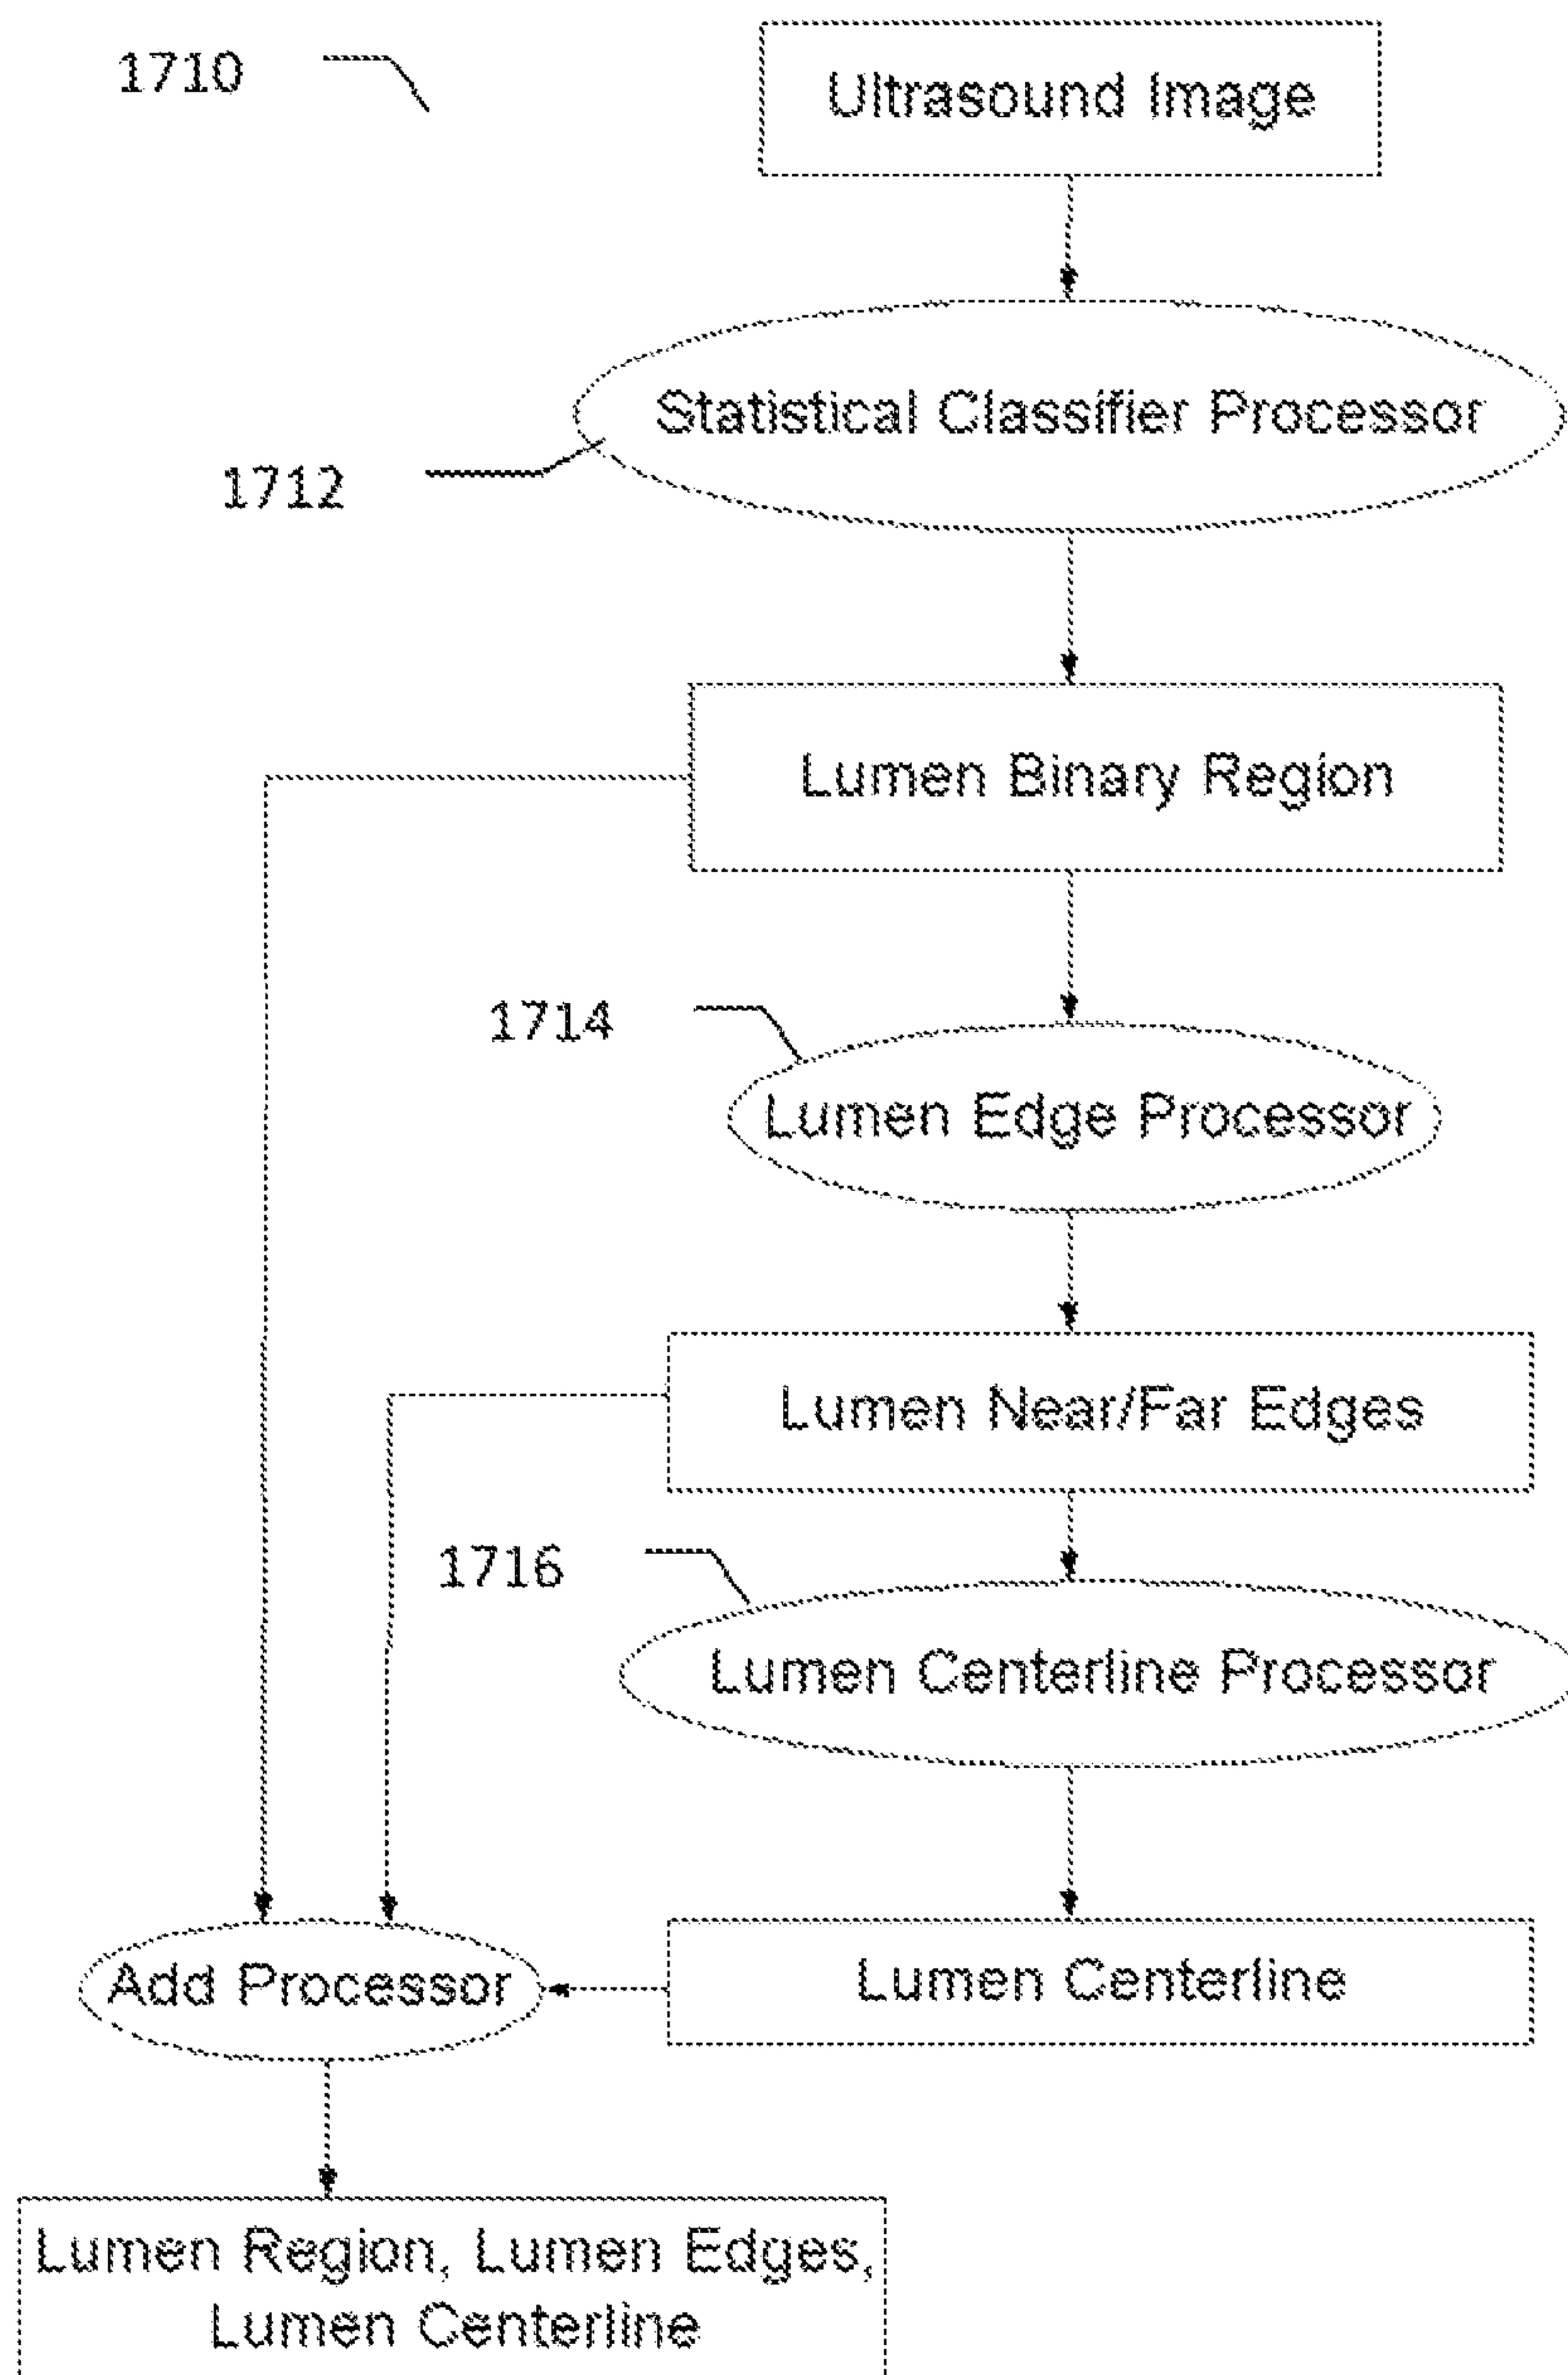 1710
Ultrasound Image
Statistical Classifier Processor
1712
Lumen Binary Region
1714
Lumen Edge Processor
Lumen Near/Far Edges
1716
Lumen Centerline Processor
Add Processor
Lumen Centerline
Lumen Region, Lumen Edges,
Lumen Centerline